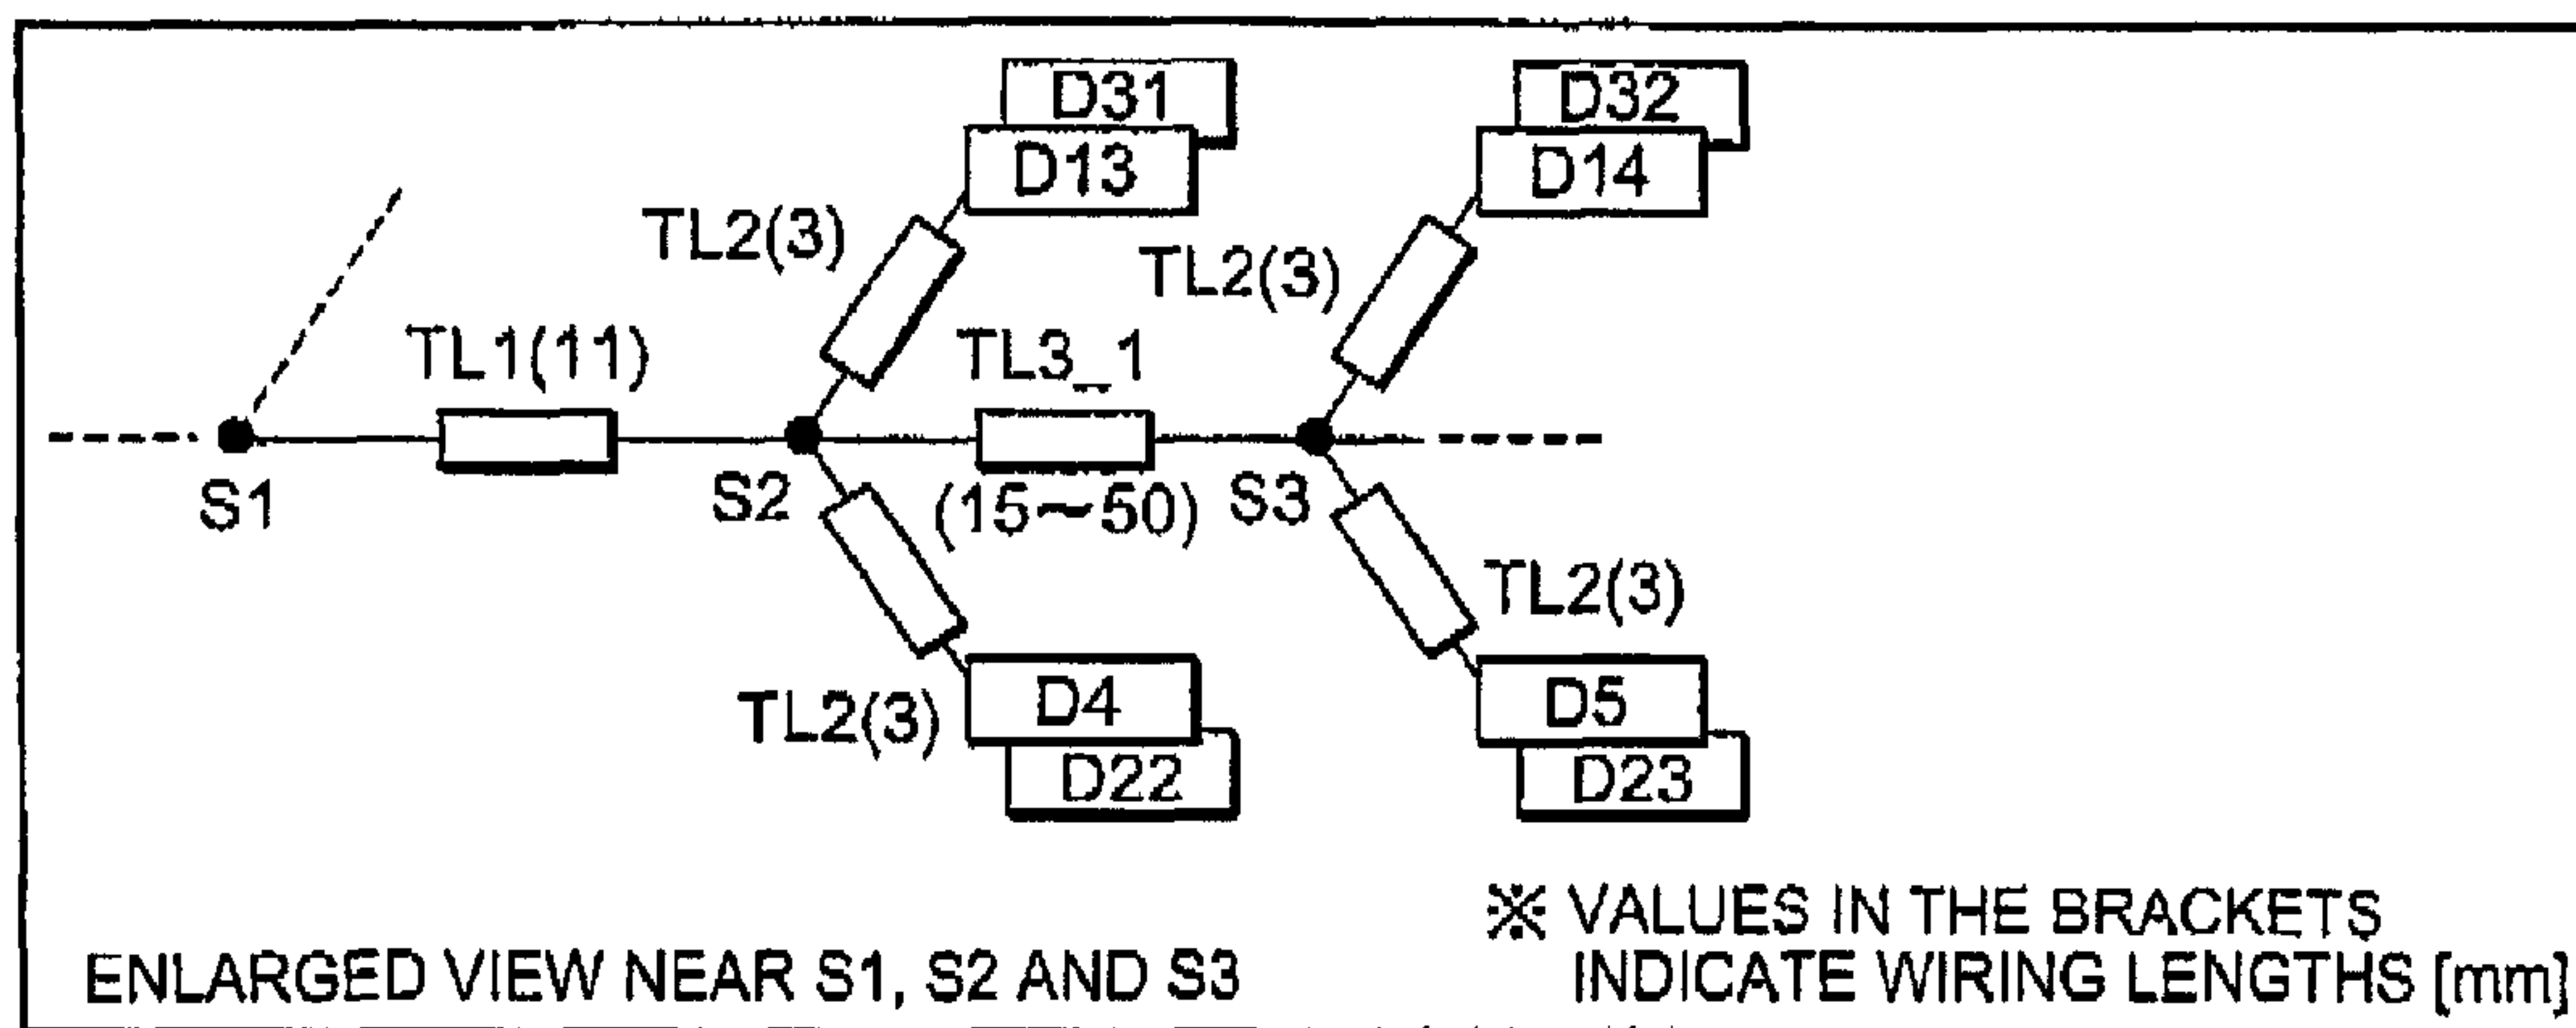 D31
D32
D13
D14
TL2(3)
TL2(3)
TL1(11)
TL3_1
S1
S2
(15～50)
S3
TL2(3)
TL2(3)
D4
D5
D22
D23
※ VALUES IN THE BRACKETS
INDICATE WIRING LENGTHS [mm]
ENLARGED VIEW NEAR S1, S2 AND S3